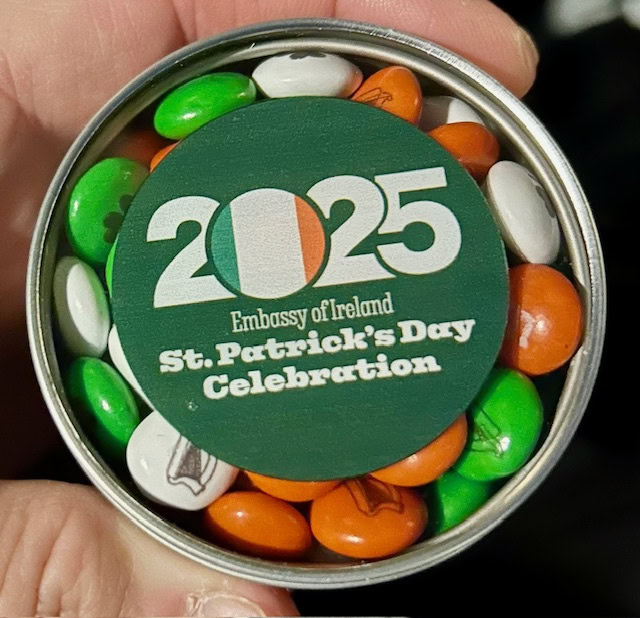 2025
Embassy of Ireland
St. Patrick's Day
Celebration